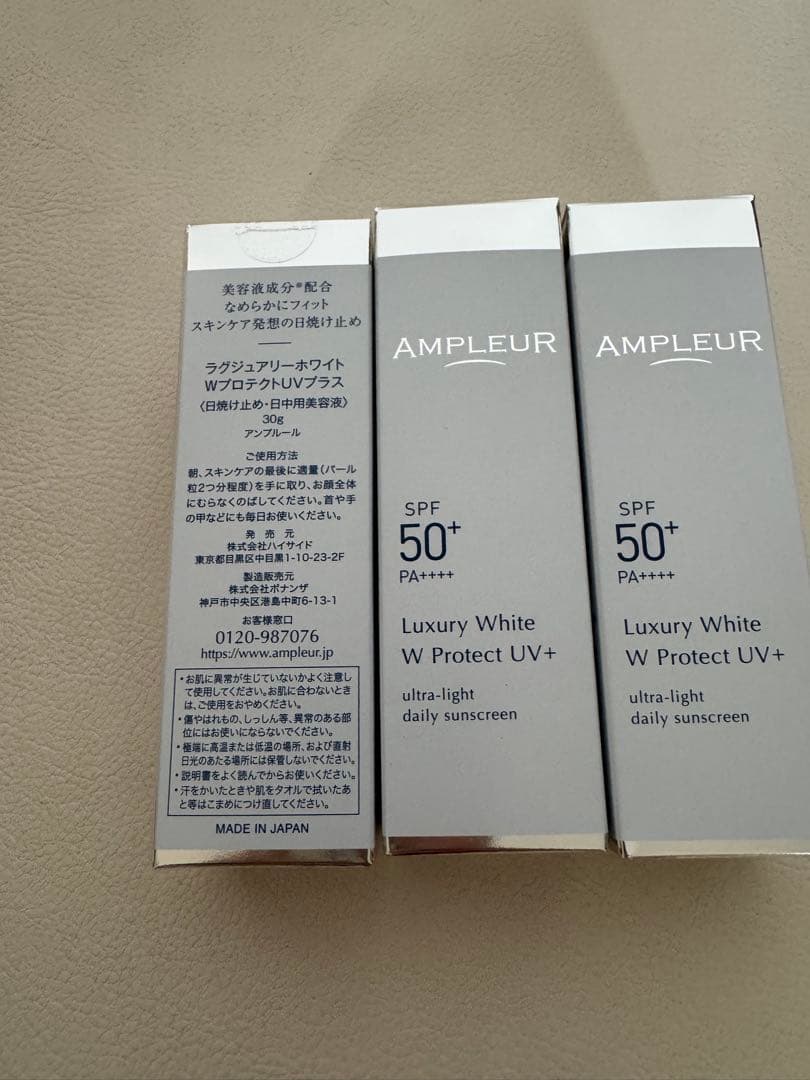 美容液成分※配合
なめらかにフィット
スキンケア発想の日焼け止め
ラグジュアリーホワイト
WプロテクトUVプラス
〈日焼け止め・日中用美容液〉
30g
アンプルール
ご使用方法
朝、スキンケアの最後に適量（パール
粒2つ分程度）を手に取り、お顔全体
にむらなくのばしてください。首や手
の甲などにも毎日お使いください。
発売元
株式会社ハイサイド
東京都目黒区中目黒1-10-23-2F
製造販売元
株式会社ボナンザ
神戸市中央区港島中町6-13-1
お客様窓口
0120-987076
https://www.ampleur.jp
・お肌に異常が生じていないかよく注意し
て使用してください。お肌に合わないとき
は、ご使用をおやめください。
・傷やはれもの、しっしん等、異常のある部
位にはお使いにならないでください。
・極端に高温または低温の場所、および直射
日光のあたる場所には保管しないでください。
・説明書をよく読んでからお使いください。
・汗をかいたときや肌をタオルで拭いたあ
と等はこまめにつけ直してください。
MADE IN JAPAN
AMPLEUR
SPF
50+
PA++++
Luxury White
W Protect UV+
ultra-light
daily sunscreen
AMPLEUR
SPF
50+
PA++++
Luxury White
W Protect UV+
ultra-light
daily sunscreen